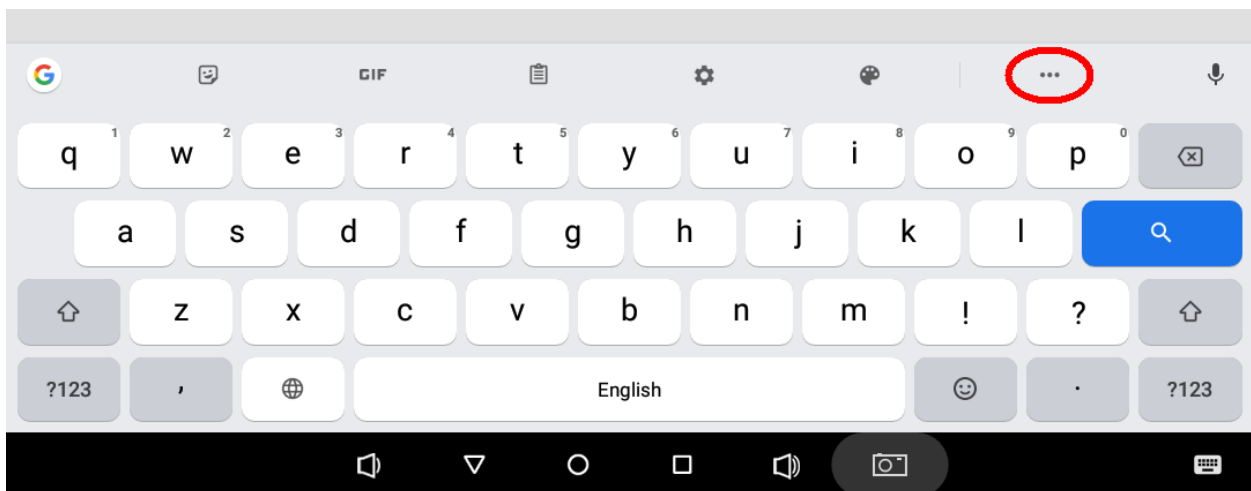 G GIF
q 1 w 2 e 3 r 4 t 5 y 6 u 7 i 8 o 9 p 0
a s d f g h j k l
z x c v b n m ! ?
?123 , English . ?123